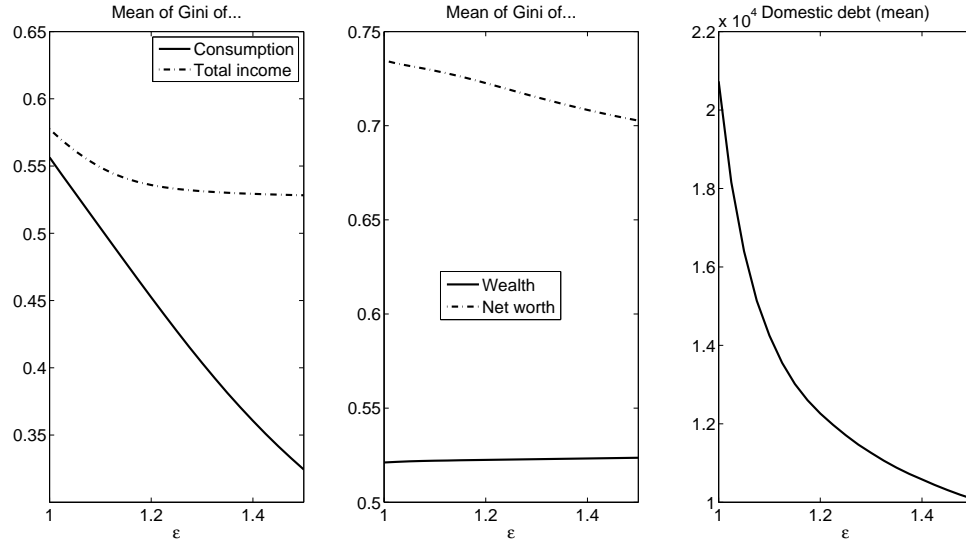 Mean of Gini of...
0.65
0.6
0.55
0.5
0.45
0.4
0.35
Consumption
Total income
1
1.2
1.4
ε
Mean of Gini of...
0.75
0.7
0.65
0.6
0.55
0.5
Wealth
Net worth
1
1.2
1.4
ε
x 10⁴ Domestic debt (mean)
2.2
2
1.8
1.6
1.4
1.2
1
1
1.2
1.4
ε